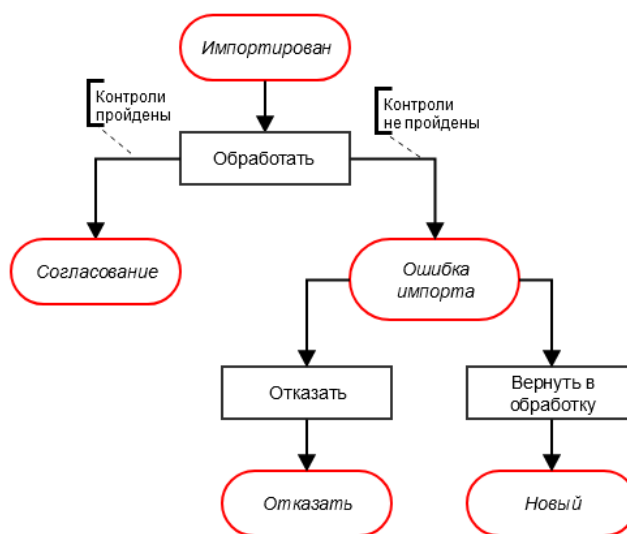 Импортирован
Контроли
пройдены
Контроли
не пройдены
Обработать
Согласование
Ошибка
импорта
Отказать
Вернуть в
обработку
Отказать
Новый